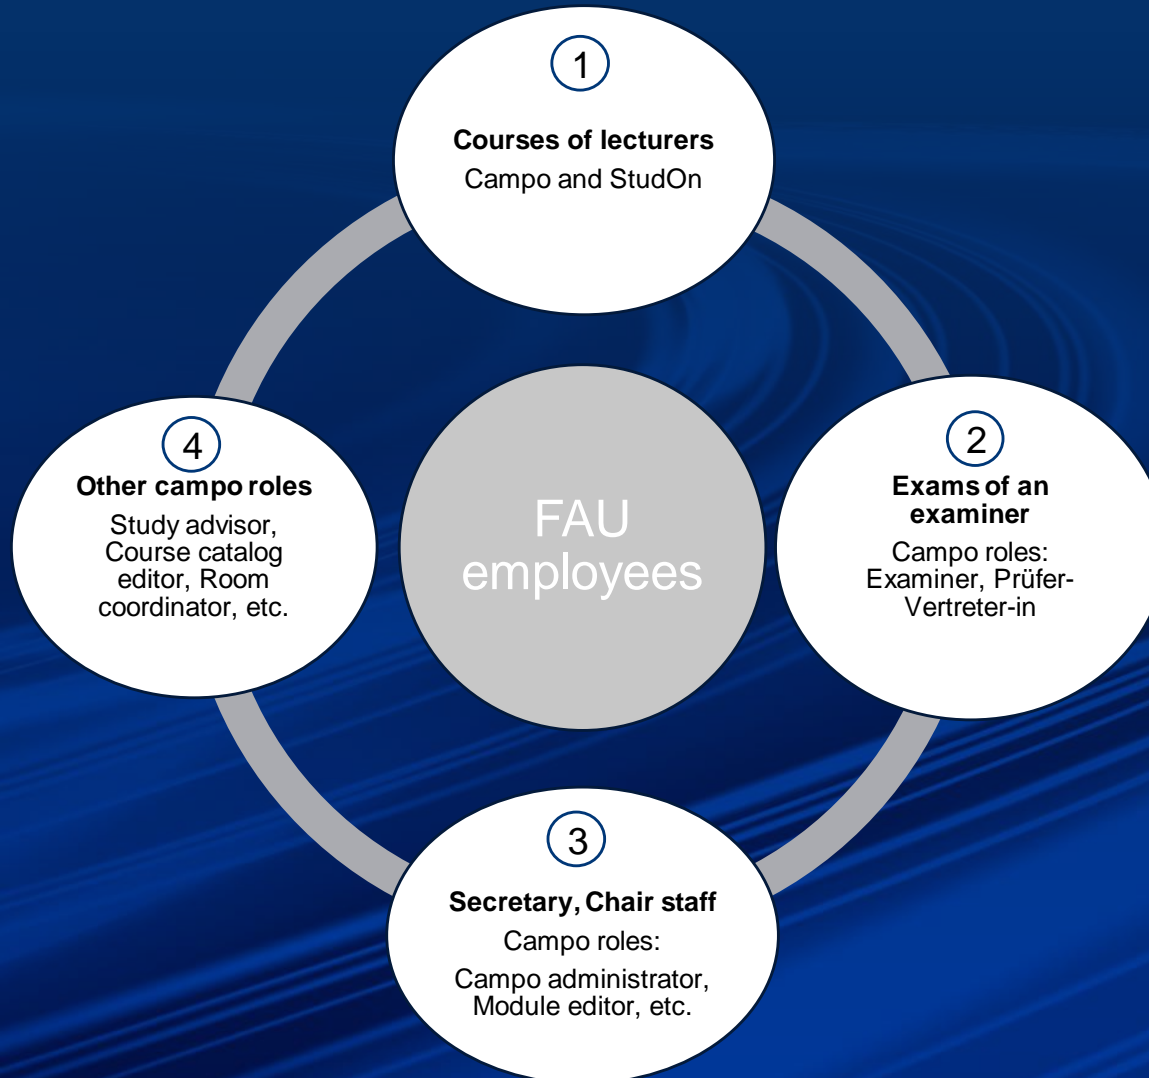 1
Courses of lecturers
Campo and StudOn
2
Exams of an
examiner
Campo roles:
Examiner, Prüfer-
Vertreter-in
3
Secretary, Chair staff
Campo roles:
Campo administrator,
Module editor, etc.
4
Other campo roles
Study advisor,
Course catalog
editor, Room
coordinator, etc.
FAU
employees